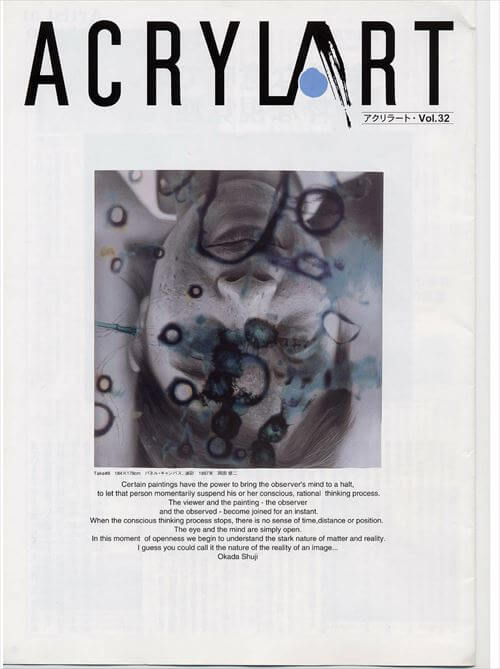 ACRYLART
アクリラート・Vol.32
Take#8 184×179cm パネル・キャンバス、油彩 1997年 岡田 修二
Certain paintings have the power to bring the observer's mind to a halt,
to let that person momentarily suspend his or her conscious, rational thinking process.
The viewer and the painting - the observer
and the observed - become joined for an instant.
When the conscious thinking process stops, there is no sense of time,distance or position.
The eye and the mind are simply open.
In this moment of openness we begin to understand the stark nature of matter and reality.
I guess you could call it the nature of the reality of an image...
Okada Shuji